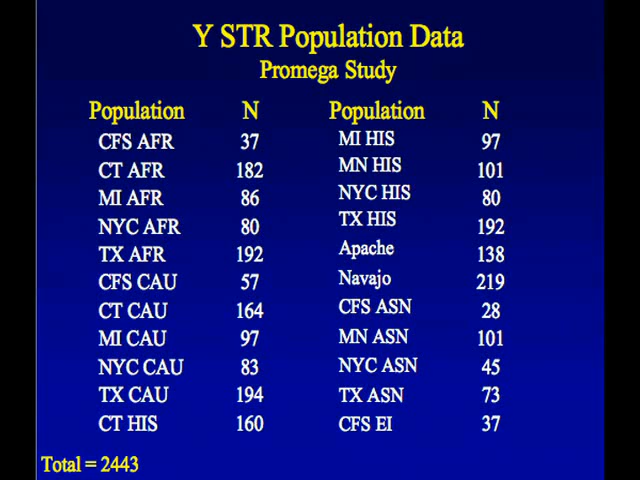 Y STR Population Data
Promega Study
Population N Population N
CFS AFR 37 MI HIS 97
CT AFR 182 MN HIS 101
MI AFR 86 NYC HIS 80
NYC AFR 80 TX HIS 192
TX AFR 192 Apache 138
CFS CAU 57 Navajo 219
CT CAU 164 CFS ASN 28
MI CAU 97 MN ASN 101
NYC CAU 83 NYC ASN 45
TX CAU 194 TX ASN 73
CT HIS 160 CFS EI 37
Total = 2443